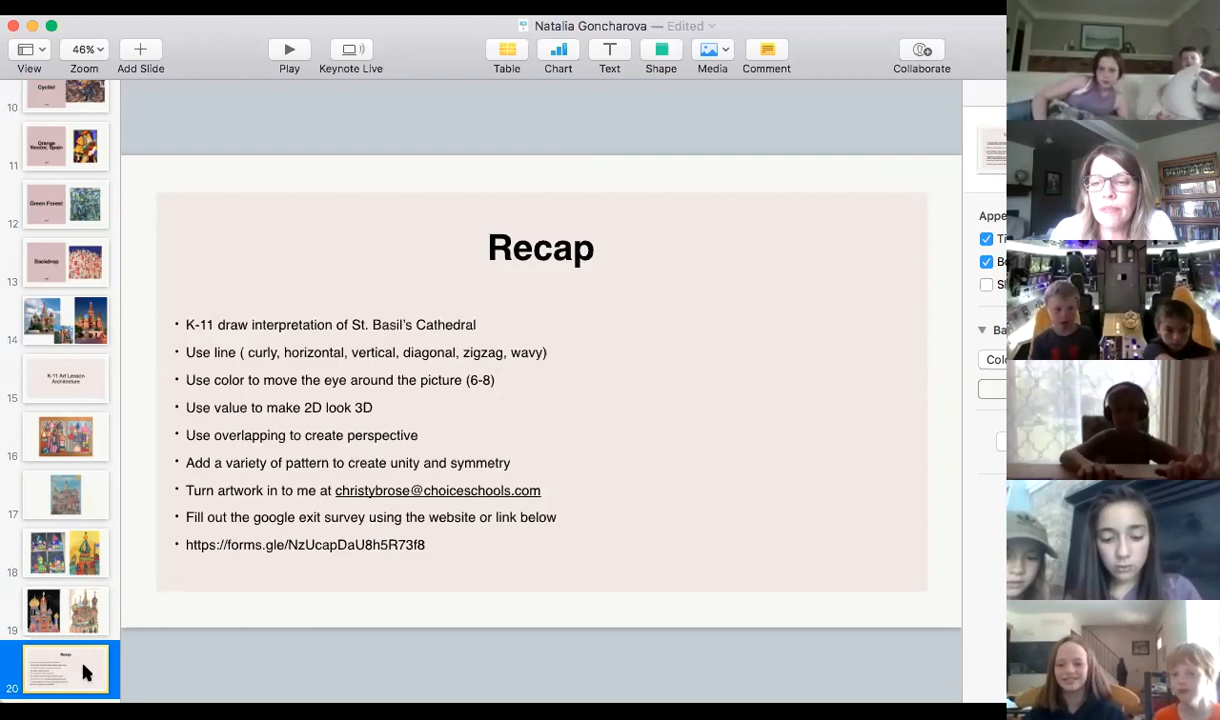 Natalia Goncharova — Edited
46%
View
Zoom
Add Slide
Play
Keynote Live
Table
Chart
Text
Shape
Media
Comment
Collaborate
Cyclist
10
Orange
11
Green Forest
12
Backdrop
13
14
K-11 Art Lesson
Architecture
15
16
17
18
19
Recap
20
Recap
• K-11 draw interpretation of St. Basil's Cathedral
• Use line ( curly, horizontal, vertical, diagonal, zigzag, wavy)
• Use color to move the eye around the picture (6-8)
• Use value to make 2D look 3D
• Use overlapping to create perspective
• Add a variety of pattern to create unity and symmetry
• Turn artwork in to me at christybrose@choiceschools.com
• Fill out the google exit survey using the website or link below
• https://forms.gle/NzUcapDaU8h5R73f8